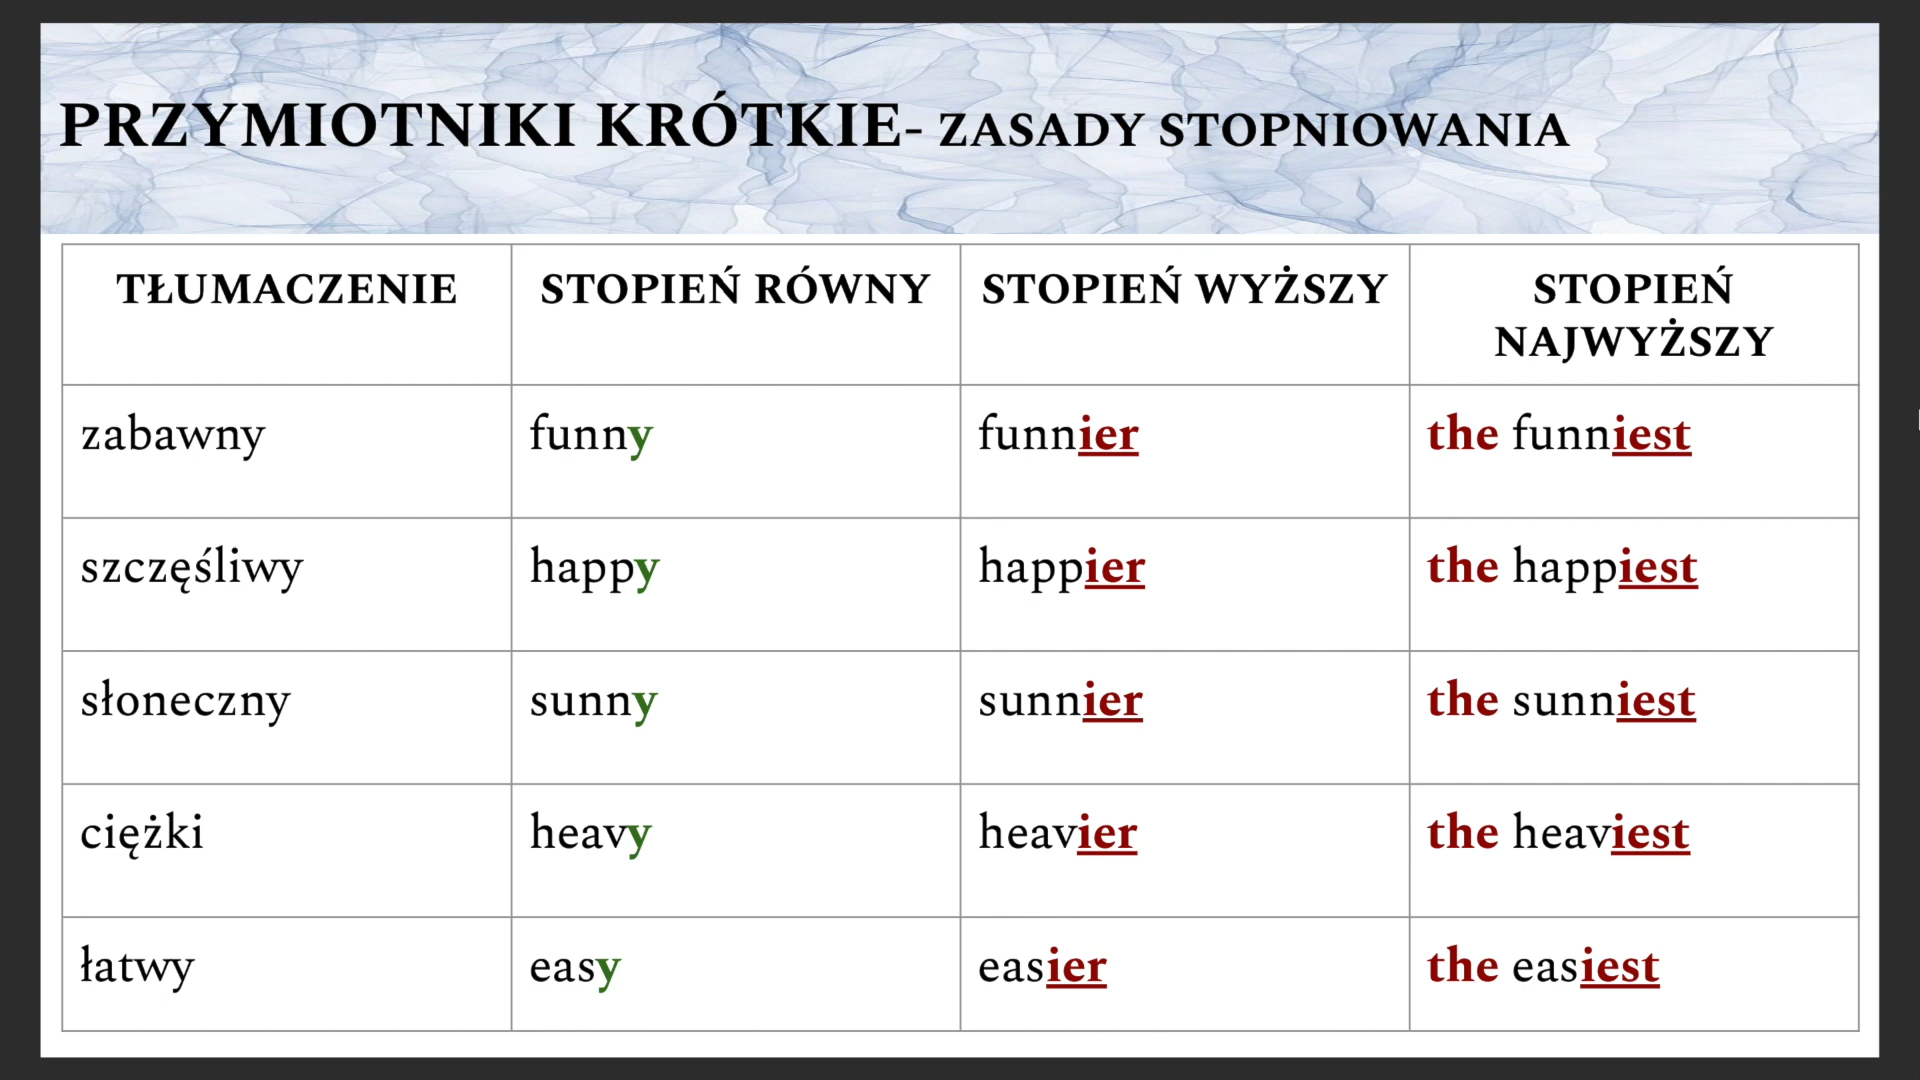 PRZYMIOTNIKI KRÓTKIE- ZASADY STOPNIOWANIA
TŁUMACZENIE STOPIEŃ RÓWNY STOPIEŃ WYŻSZY STOPIEŃ
NAJWYŻSZY
zabawny funny funnier the funniest
szczęśliwy happy happier the happiest
słoneczny sunny sunnier the sunniest
ciężki heavy heavier the heaviest
łatwy easy easier the easiest